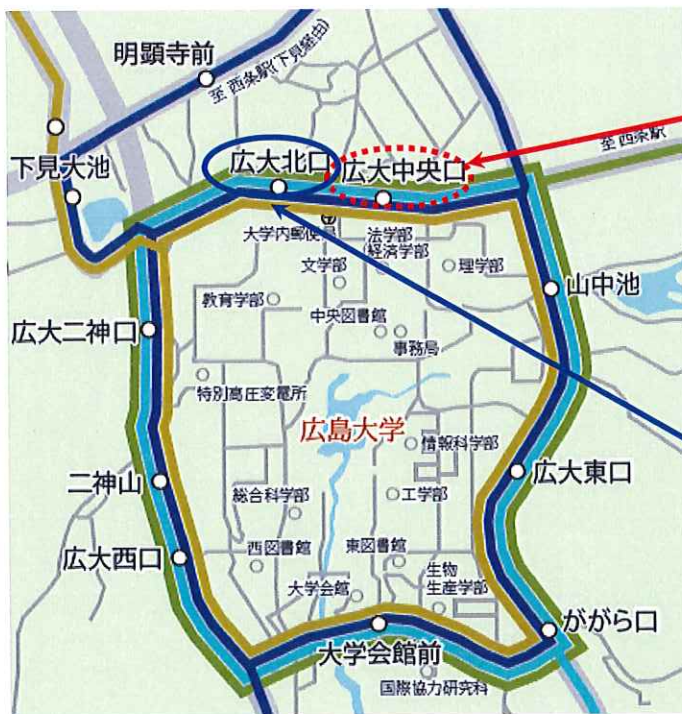 明顕寺前
至 西条駅(下見経由)
下見大池
広大北口
広大中央口
至 西条駅
大学内郵便局
法学部
経済学部
文学部
理学部
山中池
教育学部
中央図書館
広大二神口
事務局
特別高圧変電所
広島大学
情報科学部
広大東口
二神山
総合科学部
工学部
広大西口
西図書館
東図書館
生物
生産学部
大学会館
ががら口
大学会館前
国際協力研究科